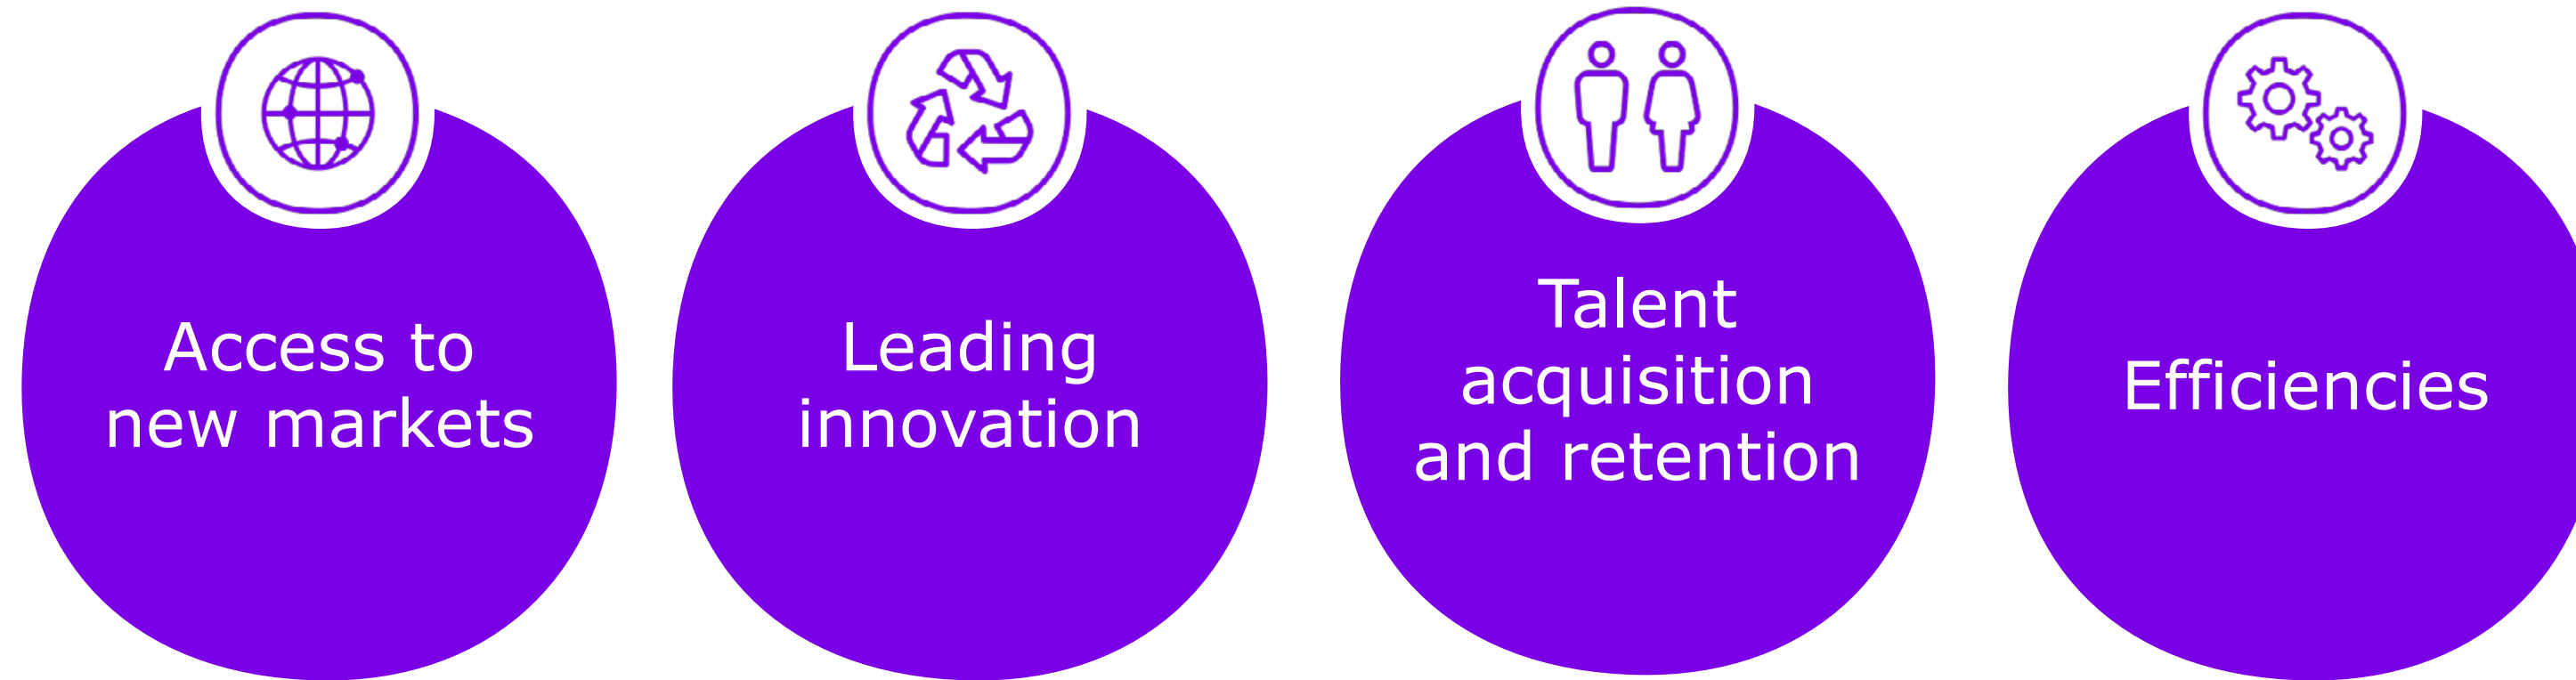 Access to
new markets
Leading
innovation
Talent
acquisition
and retention
Efficiencies